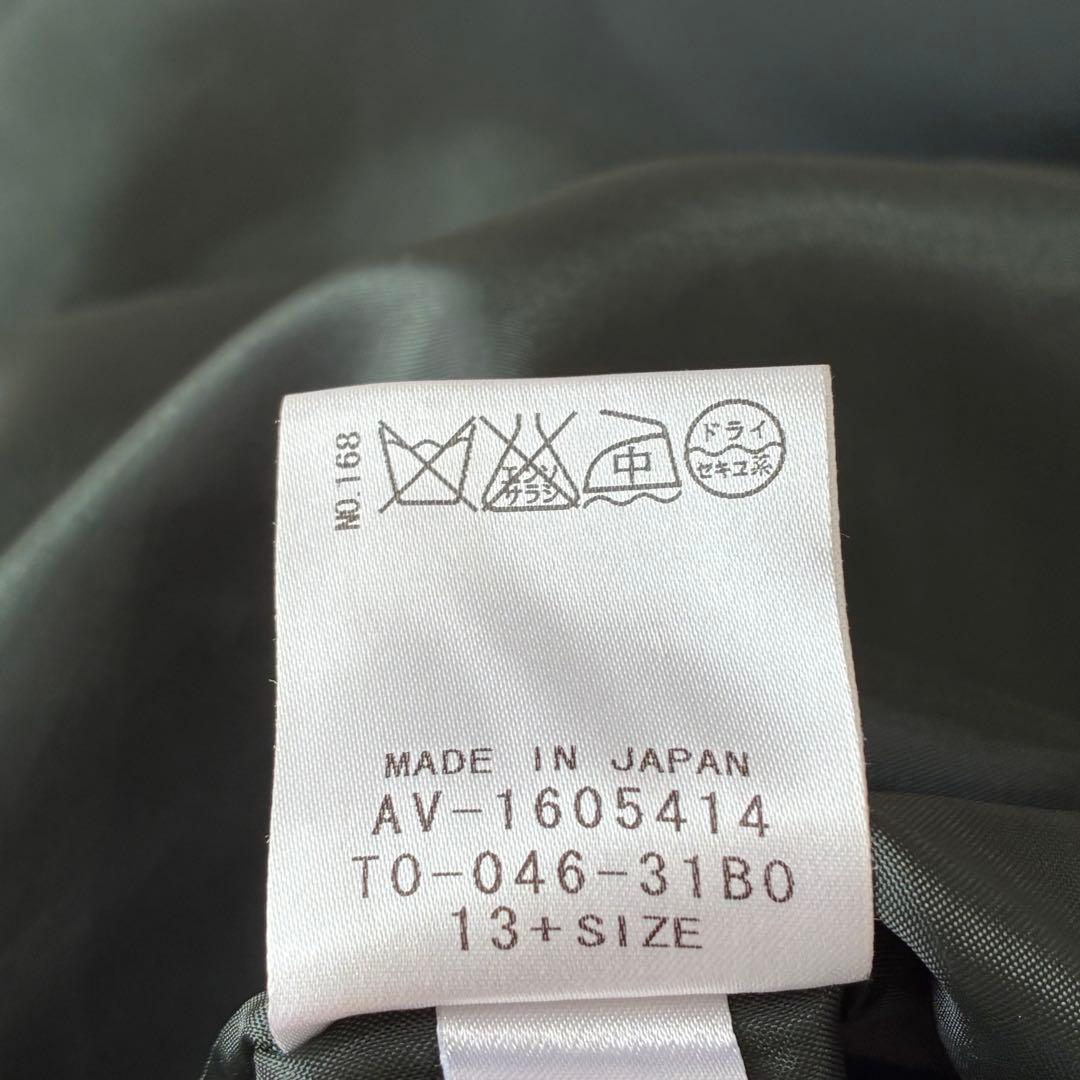 NO.168
エンソ
サラシ
中
ドライ
セキユ系
MADE IN JAPAN
AV-1605414
TO-046-31BO
13+SIZE